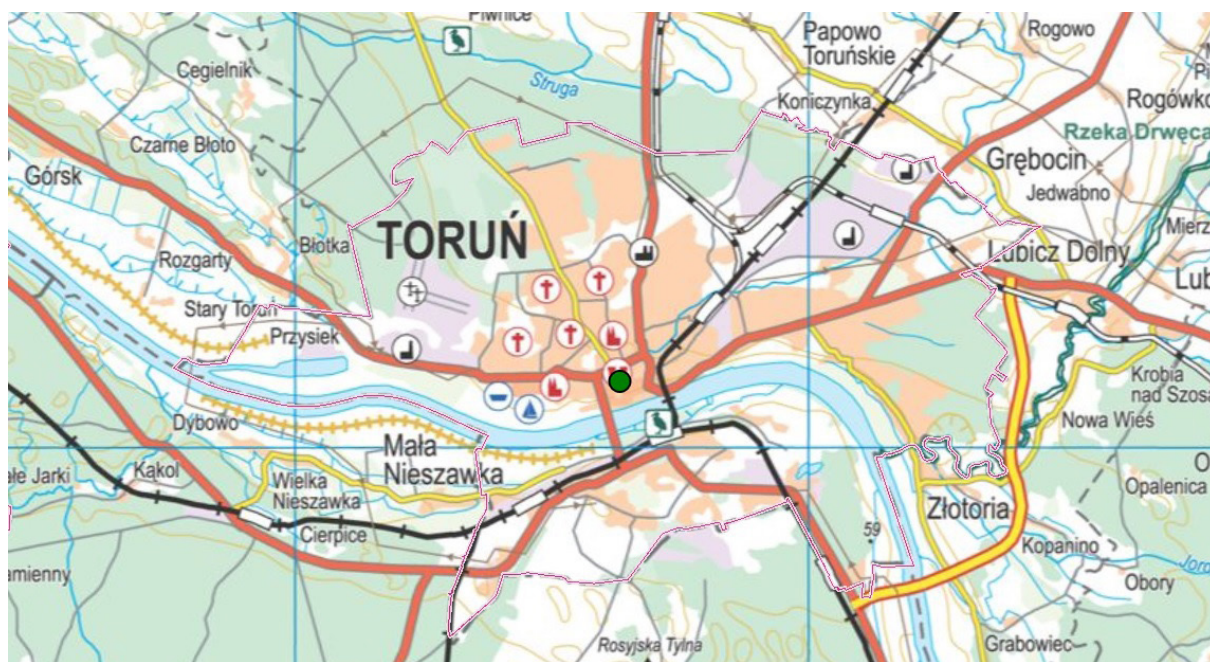 Piwnice
Papowo
Toruńskie
Rogowo
Cegielnik
Struga
Koniczynka
Rogówko
Rzeka Drwęca
Czarne Błoto
Grębocin
Górsk
Jedwabno
TORUŃ
Błotka
Rozgarty
Lubicz Dolny
Stary Toruń
Przysiek
Krobia
nad Szosą
Dybowo
Nowa Wieś
Mała
Nieszawka
Kąkol
Wielka
Nieszawka
Opalenica
Złotoria
Cierpice
59
Kopanino
Obory
Rosyjska Tylna
Grabowiec